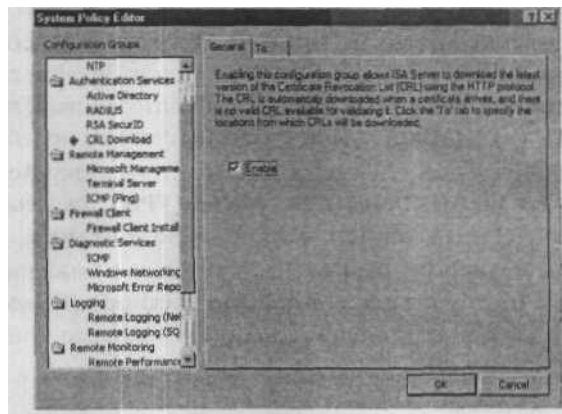 System Policy Editor
Configuration Groups
NTP
Authentication Services
Active Directory
RADIUS
RSA SecurID
CRL Download
Remote Management
Microsoft Manageme
Terminal Server
ICMP (Ping)
Firewall Client
Firewall Client Install
Diagnostic Services
ICMP
Windows Networking
Microsoft Error Repo
Logging
Remote Logging (Net
Remote Logging (SQ
Remote Monitoring
Remote Performance
General
To
Enabling this configuration group allows ISA Server to download the latest
version of the Certificate Revocation List (CRL) using the HTTP protocol.
The CRL is automatically downloaded when a certificate arrives, and there
is no valid CRL available for validating it. Click the 'To' tab to specify the
locations from which CRLs will be downloaded.
Enable
OK
Cancel